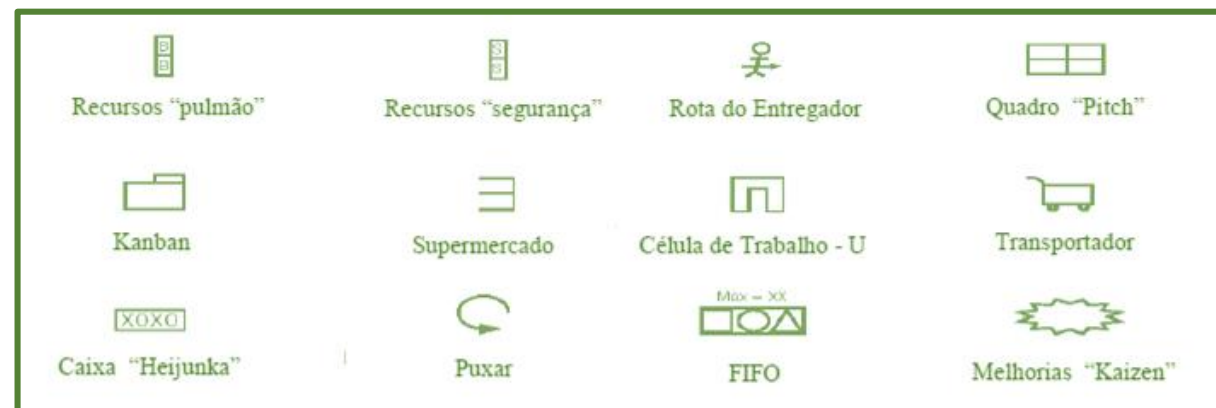 B
B
S
S
Recursos “pulmão”
Recursos “segurança”
Rota do Entregador
Quadro “Pitch”
Kanban
Supermercado
Célula de Trabalho - U
Transportador
XOXO
Max = XX
Caixa “Heijunka”
Puxar
FIFO
Melhorias “Kaizen”